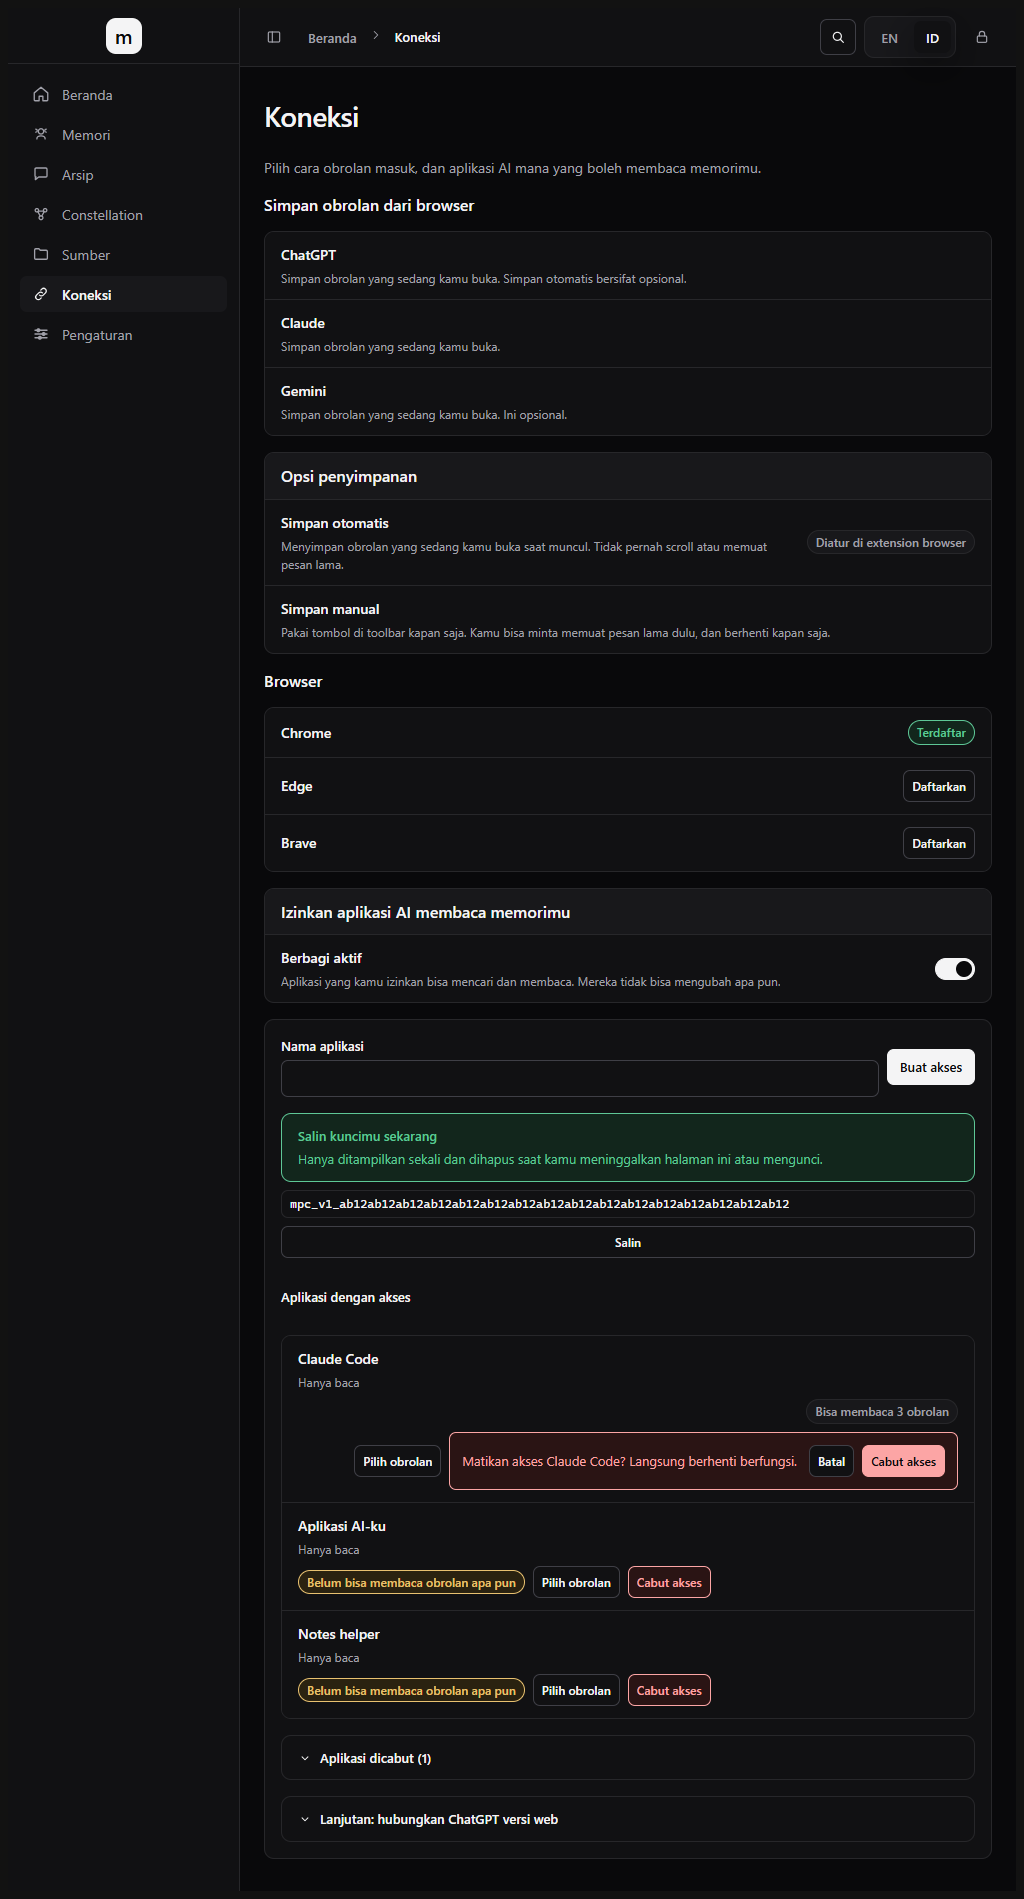 m
Beranda
Memori
Arsip
Constellation
Sumber
Koneksi
Pengaturan
Beranda > Koneksi
EN ID
Koneksi
Pilih cara obrolan masuk, dan aplikasi AI mana yang boleh membaca memorimu.
Simpan obrolan dari browser
ChatGPT
Simpan obrolan yang sedang kamu buka. Simpan otomatis bersifat opsional.
Claude
Simpan obrolan yang sedang kamu buka.
Gemini
Simpan obrolan yang sedang kamu buka. Ini opsional.
Opsi penyimpanan
Simpan otomatis
Menyimpan obrolan yang sedang kamu buka saat muncul. Tidak pernah scroll atau memuat
pesan lama.
Diatur di extension browser
Simpan manual
Pakai tombol di toolbar kapan saja. Kamu bisa minta memuat pesan lama dulu, dan berhenti kapan saja.
Browser
Chrome
Terdaftar
Edge
Daftarkan
Brave
Daftarkan
Izinkan aplikasi AI membaca memorimu
Berbagi aktif
Aplikasi yang kamu izinkan bisa mencari dan membaca. Mereka tidak bisa mengubah apa pun.
Nama aplikasi
Buat akses
Salin kuncimu sekarang
Hanya ditampilkan sekali dan dihapus saat kamu meninggalkan halaman ini atau mengunci.
mpc_v1_ab12ab12ab12ab12ab12ab12ab12ab12ab12ab12ab12ab12ab12ab12ab12ab12
Salin
Aplikasi dengan akses
Claude Code
Hanya baca
Bisa membaca 3 obrolan
Pilih obrolan
Matikan akses Claude Code? Langsung berhenti berfungsi.
Batal
Cabut akses
Aplikasi AI-ku
Hanya baca
Belum bisa membaca obrolan apa pun
Pilih obrolan
Cabut akses
Notes helper
Hanya baca
Belum bisa membaca obrolan apa pun
Pilih obrolan
Cabut akses
Aplikasi dicabut (1)
Lanjutan: hubungkan ChatGPT versi web